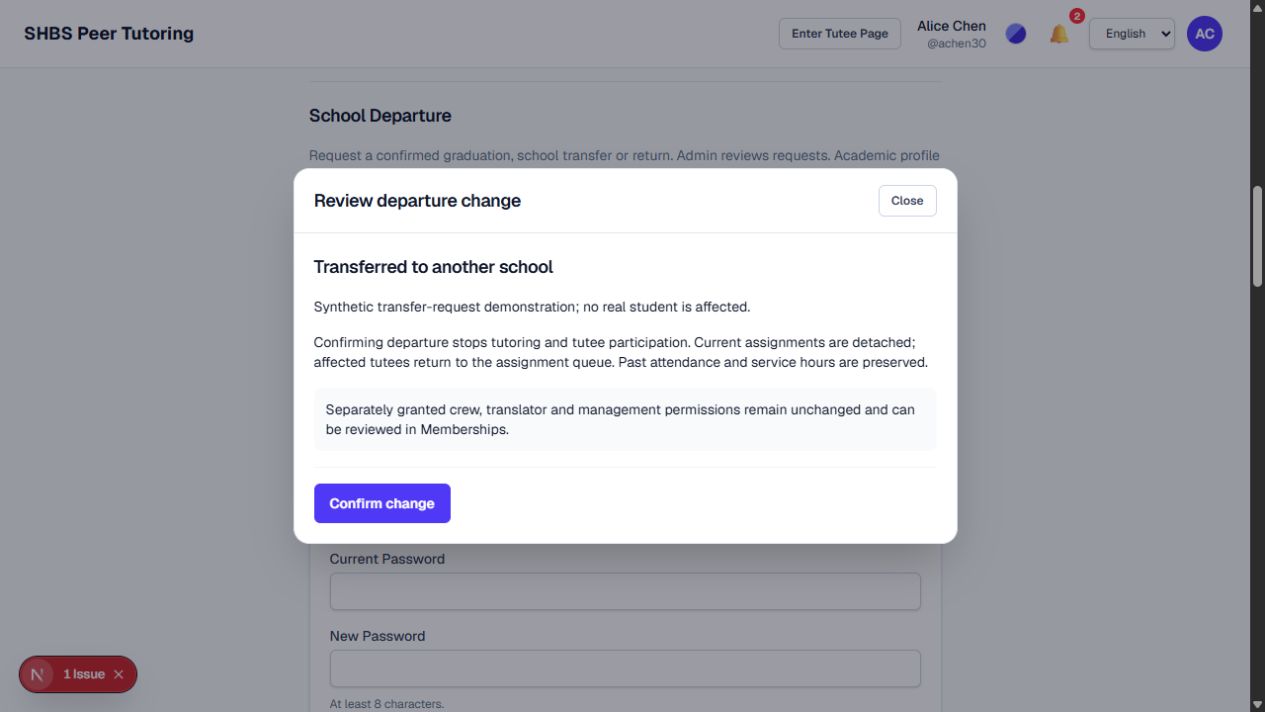 SHBS Peer Tutoring
Enter Tutee Page
Alice Chen
@achen30
2
English
AC
School Departure
Request a confirmed graduation, school transfer or return. Admin reviews requests. Academic profile
Review departure change
Close
Transferred to another school
Synthetic transfer-request demonstration; no real student is affected.
Confirming departure stops tutoring and tutee participation. Current assignments are detached;
affected tutees return to the assignment queue. Past attendance and service hours are preserved.
Separately granted crew, translator and management permissions remain unchanged and can
be reviewed in Memberships.
Confirm change
Current Password
New Password
At least 8 characters.
N
1 Issue